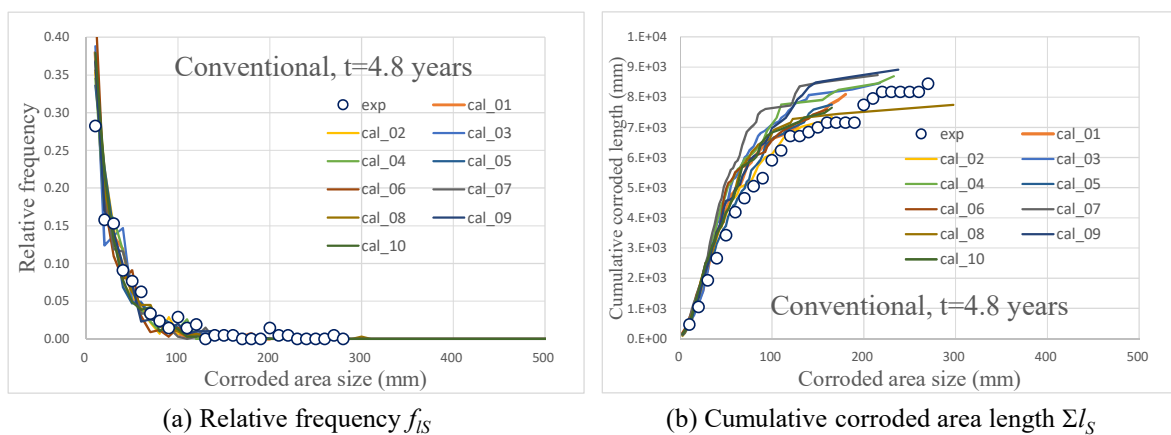 0.40
0.35
0.30
0.25
0.20
0.15
0.10
0.05
0.00
Relative frequency
Conventional, t=4.8 years
exp cal_01
cal_02 cal_03
cal_04 cal_05
cal_06 cal_07
cal_08 cal_09
cal_10
0 100 200 300 400 500
Corroded area size (mm)
(a) Relative frequency flS
1.E+04
9.E+03
8.E+03
7.E+03
6.E+03
5.E+03
4.E+03
3.E+03
2.E+03
1.E+03
0.E+00
Cumulative corroded length (mm)
exp cal_01
cal_02 cal_03
cal_04 cal_05
cal_06 cal_07
cal_08 cal_09
cal_10
Conventional, t=4.8 years
0 100 200 300 400 500
Corroded area size (mm)
(b) Cumulative corroded area length ΣlS